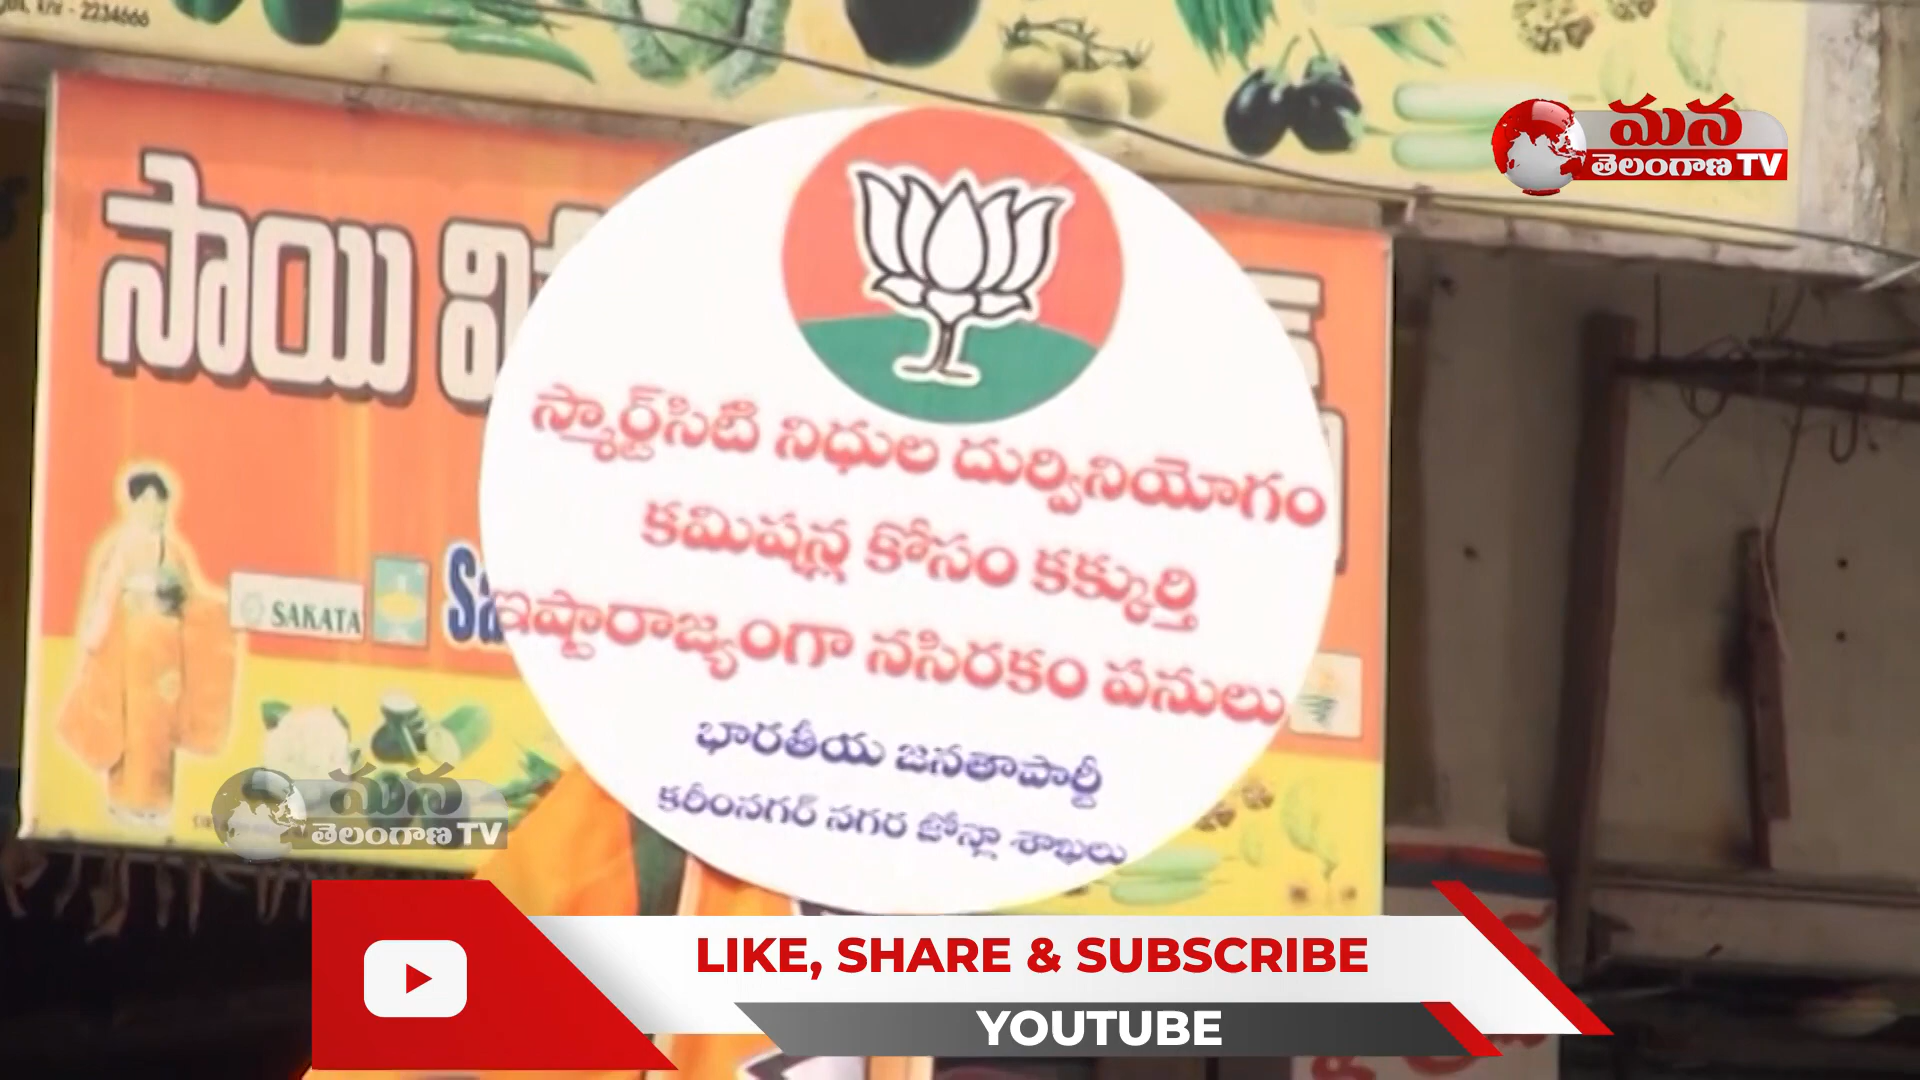 2234666
మన
తెలంగాణ TV
సాయి
స్మార్ట్‌సిటీ నిధుల దుర్వినియోగం
కమిషన్ల కోసం కక్కుర్తి
ఇష్టారాజ్యంగా నసిరకం పనులు
భారతీయ జనతాపార్టీ
కరీంనగర్ నగర జోన్లా శాఖలు
SAKATA
మన
తెలంగాణ TV
LIKE, SHARE & SUBSCRIBE
YOUTUBE